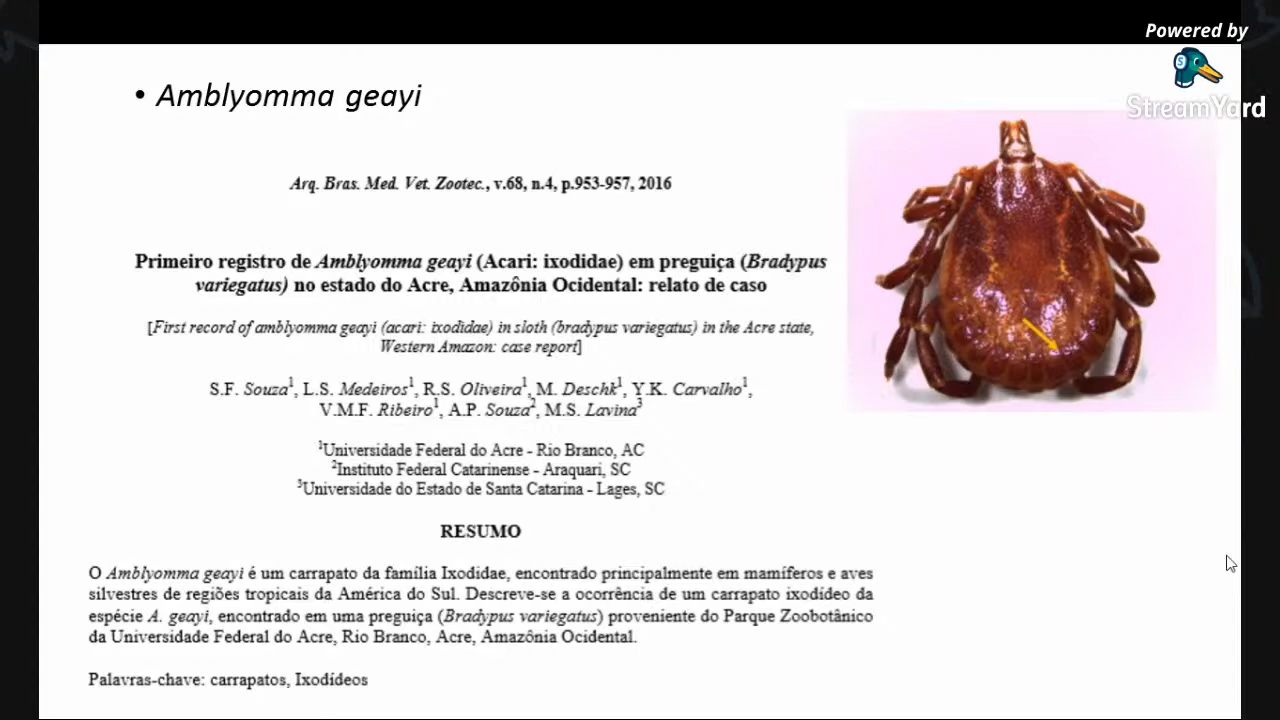 Powered by
StreamYard
• Amblyomma geayi
Arq. Bras. Med. Vet. Zootec., v.68, n.4, p.953-957, 2016
Primeiro registro de Amblyomma geayi (Acari: ixodidae) em preguiça (Bradypus
variegatus) no estado do Acre, Amazônia Ocidental: relato de caso
[First record of amblyomma geayi (acari: ixodidae) in sloth (bradypus variegatus) in the Acre state,
Western Amazon: case report]
S.F. Souza¹, L.S. Medeiros¹, R.S. Oliveira¹, M. Deschk¹, Y.K. Carvalho¹,
V.M.F. Ribeiro¹, A.P. Souza², M.S. Lavina³
¹Universidade Federal do Acre - Rio Branco, AC
²Instituto Federal Catarinense - Araquari, SC
³Universidade do Estado de Santa Catarina - Lages, SC
RESUMO
O Amblyomma geayi é um carrapato da família Ixodidae, encontrado principalmente em mamíferos e aves
silvestres de regiões tropicais da América do Sul. Descreve-se a ocorrência de um carrapato ixodídeo da
espécie A. geayi, encontrado em uma preguiça (Bradypus variegatus) proveniente do Parque Zoobotânico
da Universidade Federal do Acre, Rio Branco, Acre, Amazônia Ocidental.
Palavras-chave: carrapatos, Ixodídeos